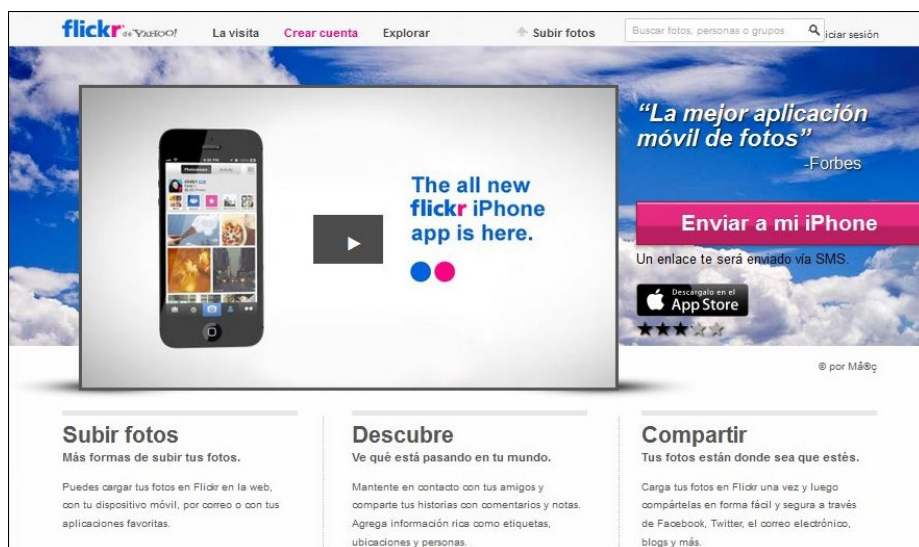 flickr de YAHOO!
La visita
Crear cuenta
Explorar
Subir fotos
Buscar fotos, personas o grupos
iciar sesión
The all new
flickr iPhone
app is here.
“La mejor aplicación
móvil de fotos”
-Forbes
Enviar a mi iPhone
Un enlace te será enviado vía SMS.
Descargalo en el
App Store
© por Må®ç
Subir fotos
Más formas de subir tus fotos.
Puedes cargar tus fotos en Flickr en la web,
con tu dispositivo móvil, por correo o con tus
aplicaciones favoritas.
Descubre
Ve qué está pasando en tu mundo.
Mantente en contacto con tus amigos y
comparte tus historias con comentarios y notas.
Agrega información rica como etiquetas,
ubicaciones y personas.
Compartir
Tus fotos están donde sea que estés.
Carga tus fotos en Flickr una vez y luego
compártelas en forma fácil y segura a través
de Facebook, Twitter, el correo electrónico,
blogs y más.